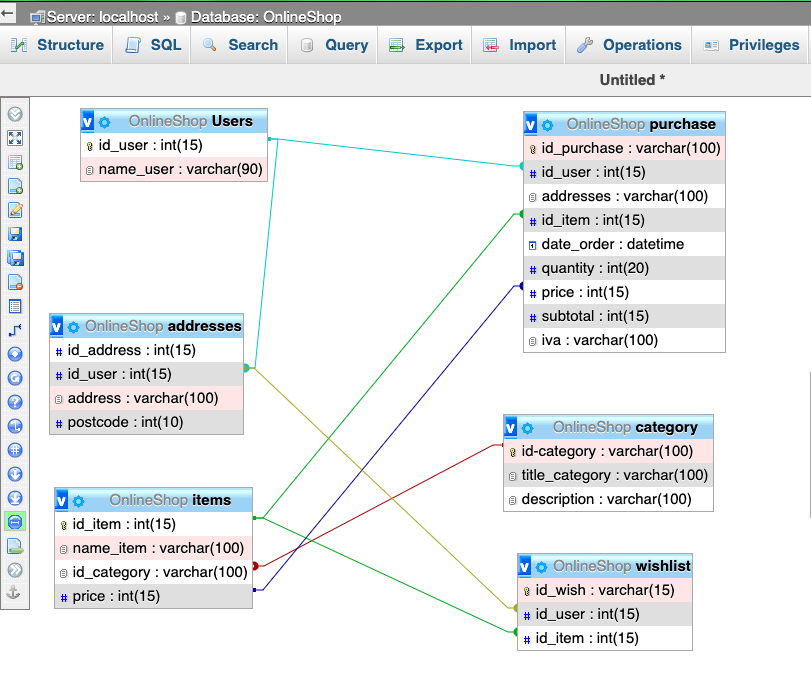 Server: localhost » Database: OnlineShop
Structure SQL Search Query Export Import Operations Privileges
Untitled *
v OnlineShop Users
id_user : int(15)
name_user : varchar(90)
v OnlineShop purchase
id_purchase : varchar(100)
# id_user : int(15)
addresses : varchar(100)
# id_item : int(15)
date_order : datetime
# quantity : int(20)
# price : int(15)
# subtotal : int(15)
iva : varchar(100)
v OnlineShop addresses
# id_address : int(15)
# id_user : int(15)
address : varchar(100)
# postcode : int(10)
v OnlineShop category
id-category : varchar(100)
title_category : varchar(100)
description : varchar(100)
v OnlineShop items
id_item : int(15)
name_item : varchar(100)
id_category : varchar(100)
# price : int(15)
v OnlineShop wishlist
id_wish : varchar(15)
# id_user : int(15)
# id_item : int(15)